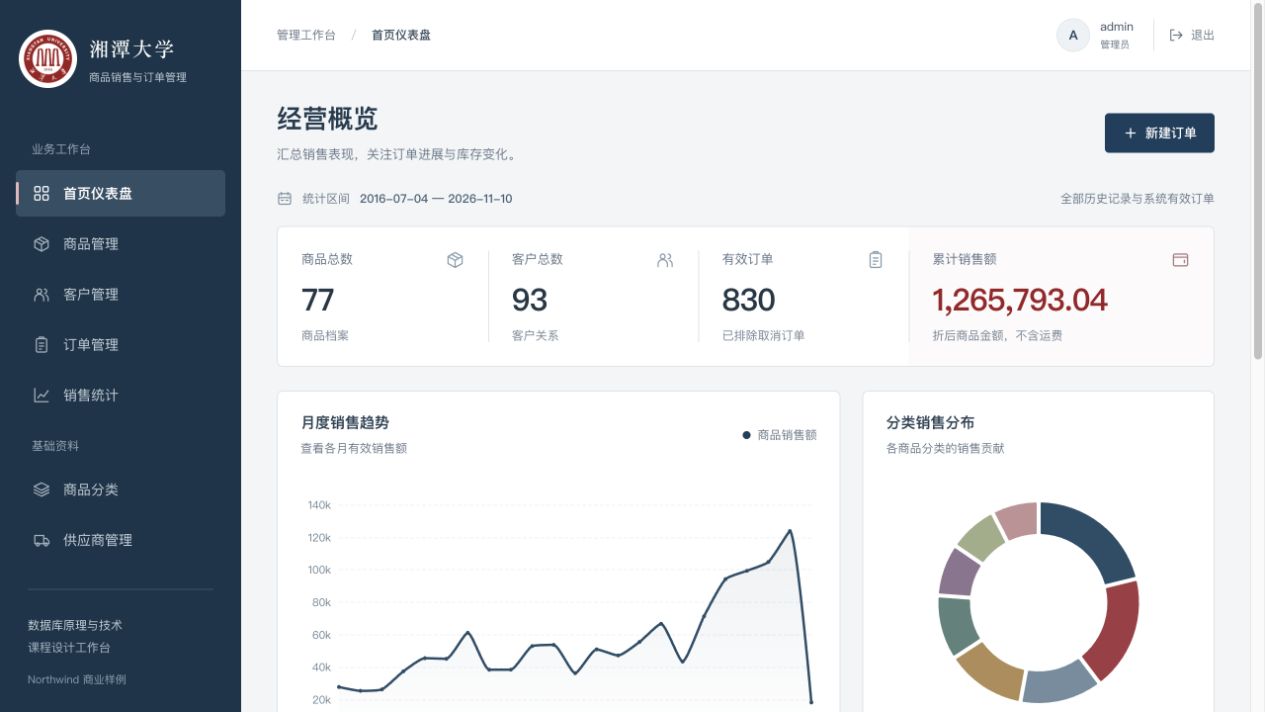 湘潭大学
商品销售与订单管理
业务工作台
首页仪表盘
商品管理
客户管理
订单管理
销售统计
基础资料
商品分类
供应商管理
数据库原理与技术
课程设计工作台
Northwind 商业样例
管理工作台 / 首页仪表盘
A
admin
管理员
退出
经营概览
汇总销售表现，关注订单进展与库存变化。
+ 新建订单
统计区间 2016-07-04 — 2026-11-10
全部历史记录与系统有效订单
商品总数
77
商品档案
客户总数
93
客户关系
有效订单
830
已排除取消订单
累计销售额
1,265,793.04
折后商品金额，不含运费
月度销售趋势
查看各月有效销售额
商品销售额
140k
120k
100k
80k
60k
40k
20k
分类销售分布
各商品分类的销售贡献